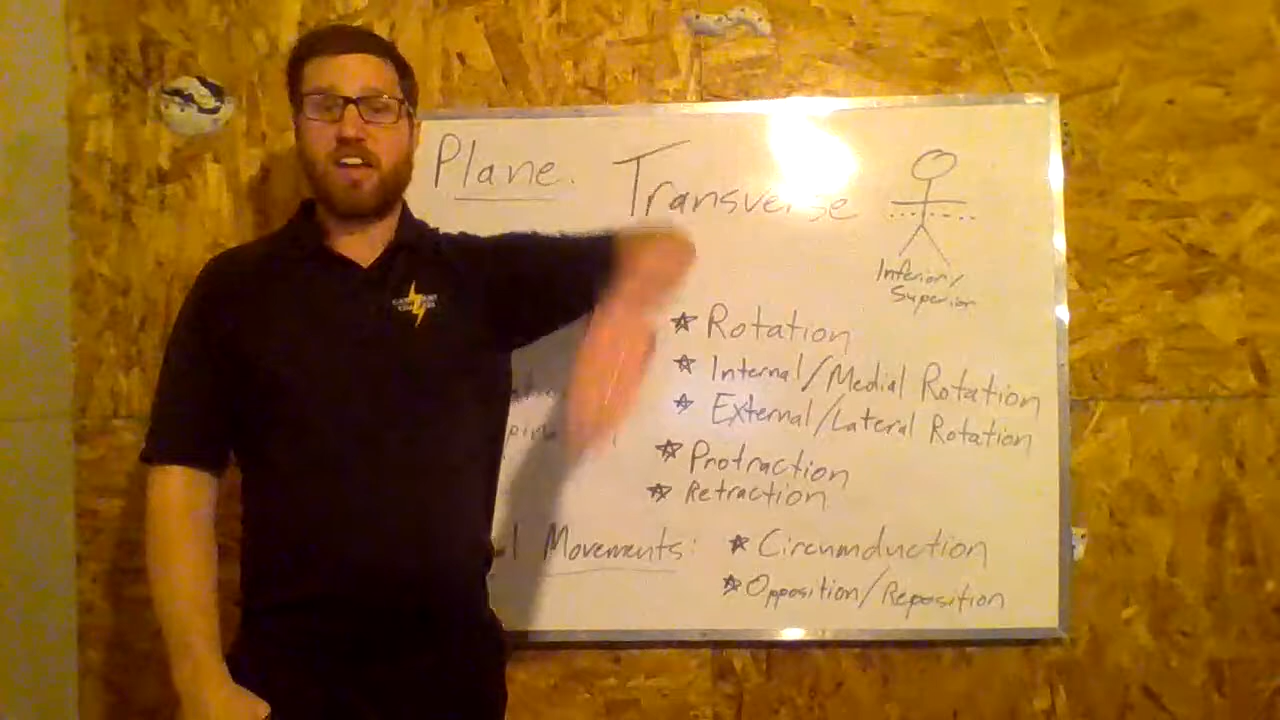 Plane.
Transverse
Inferior/
Superior
Rotation
Internal/Medial Rotation
External/Lateral Rotation
Protraction
Retraction
Movements:
Circumduction
Opposition/Reposition